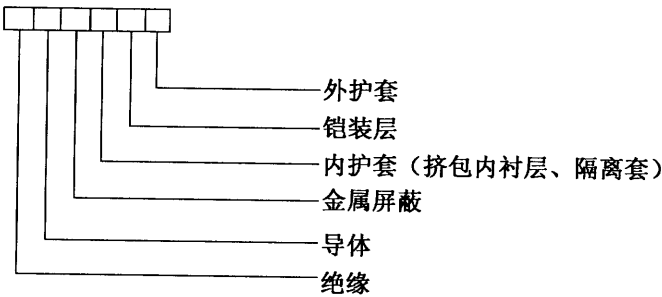 外护套
铠装层
内护套（挤包内衬层、隔离套）
金属屏蔽
导体
绝缘